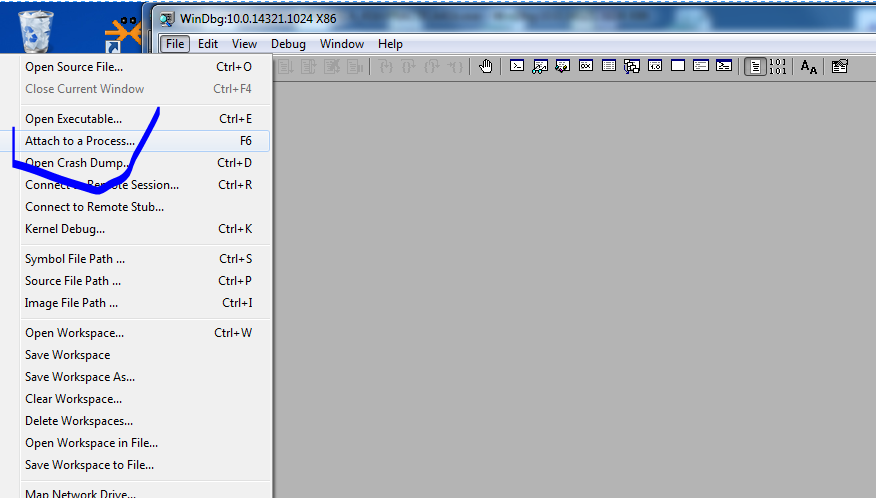 WinDbg:10.0.14321.1024 X86
File Edit View Debug Window Help
Open Source File... Ctrl+O
Close Current Window Ctrl+F4
Open Executable... Ctrl+E
Attach to a Process... F6
Open Crash Dump... Ctrl+D
Connect to Remote Session... Ctrl+R
Connect to Remote Stub...
Kernel Debug... Ctrl+K
Symbol File Path ... Ctrl+S
Source File Path ... Ctrl+P
Image File Path ... Ctrl+I
Open Workspace... Ctrl+W
Save Workspace
Save Workspace As...
Clear Workspace...
Delete Workspaces...
Open Workspace in File...
Save Workspace to File...
Map Network Drive...